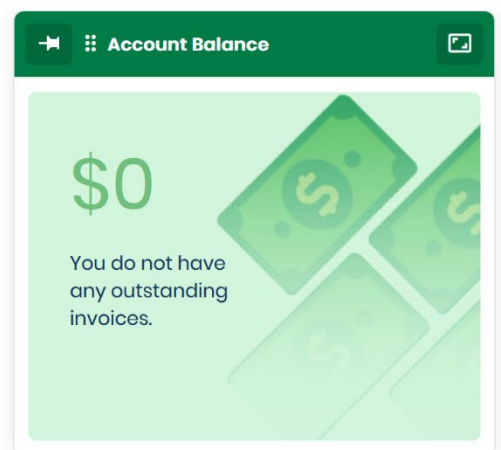 Account Balance
$0
You do not have
any outstanding
invoices.